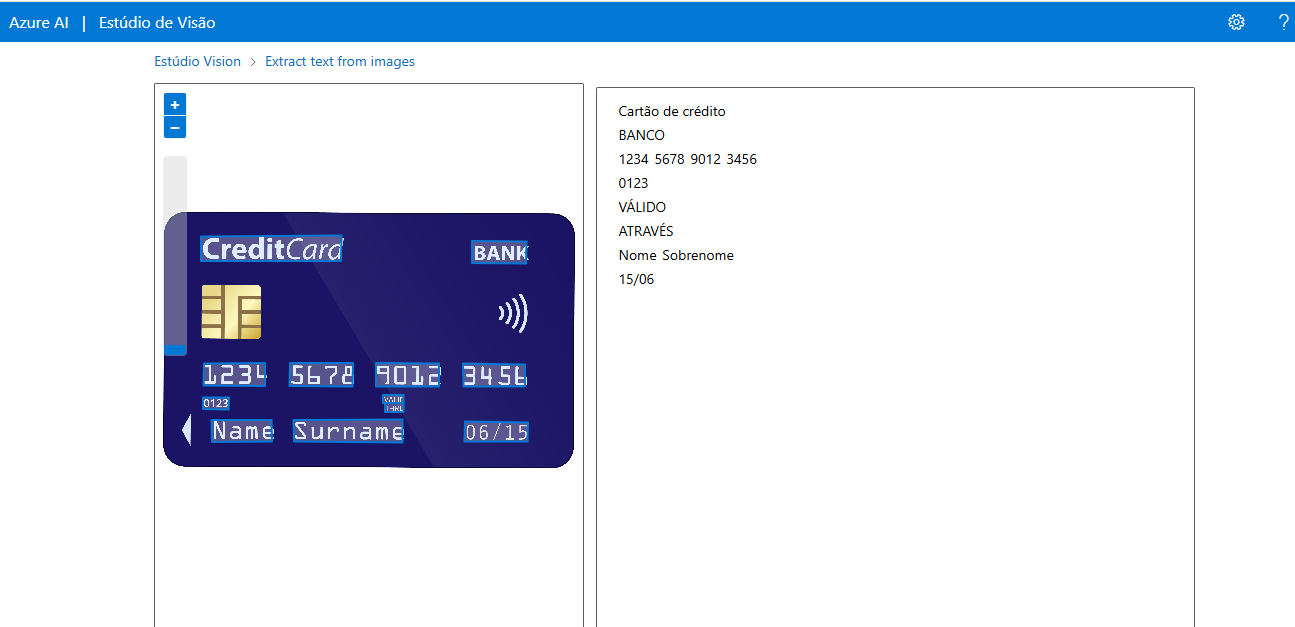 Azure AI | Estúdio de Visão
?
Estúdio Vision > Extract text from images
+
−
CreditCard BANK
1234 5678 9012 3456
0123 VALID
THRU
Name Surname 06/15
Cartão de crédito
BANCO
1234 5678 9012 3456
0123
VÁLIDO
ATRAVÉS
Nome Sobrenome
15/06